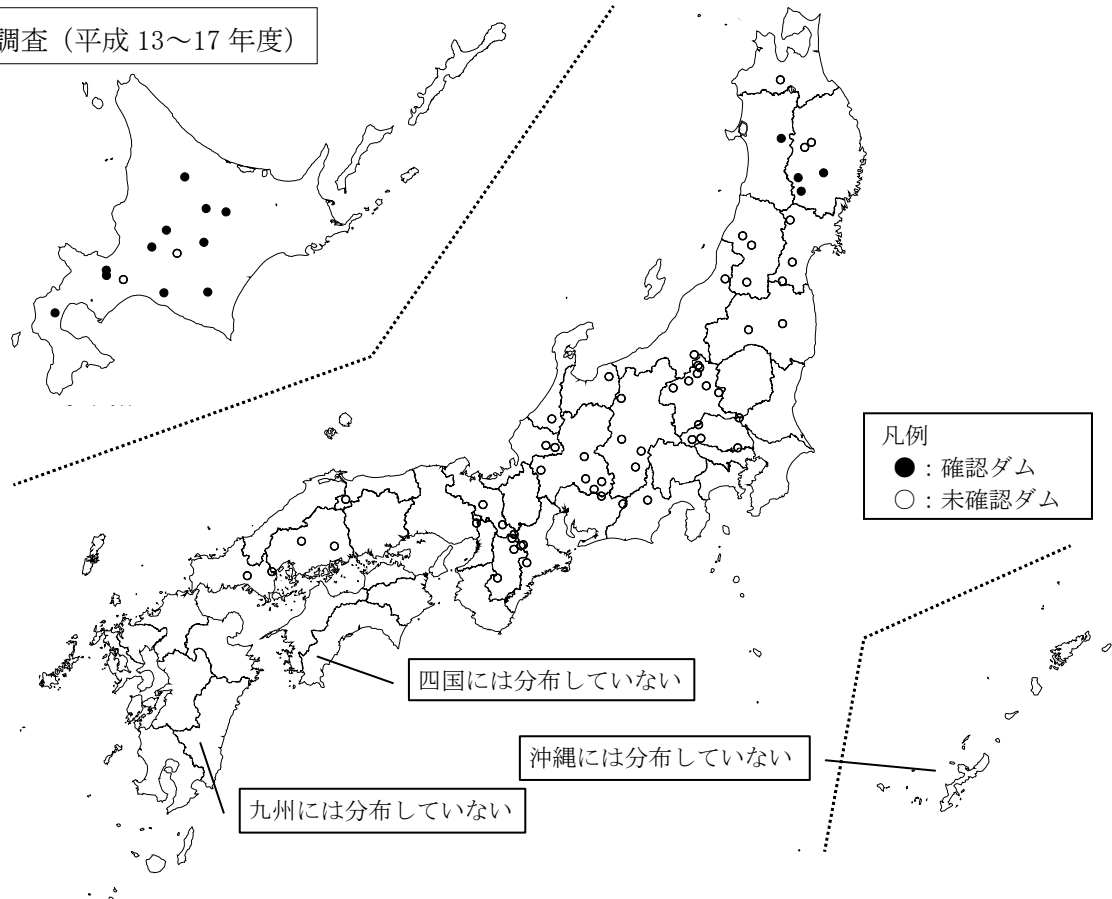 調査（平成 13～17 年度）
凡例
●：確認ダム
○：未確認ダム
四国には分布していない
沖縄には分布していない
九州には分布していない